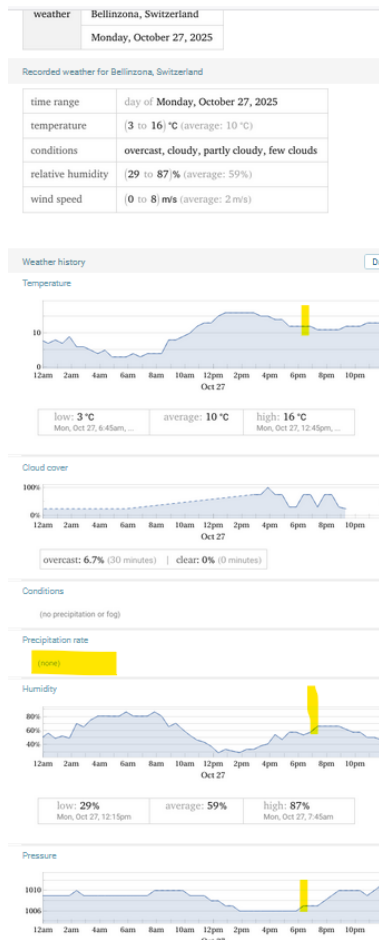 weather Bellinzona, Switzerland
Monday, October 27, 2025
Recorded weather for Bellinzona, Switzerland
time range day of Monday, October 27, 2025
temperature (3 to 16) °C (average: 10 °C)
conditions overcast, cloudy, partly cloudy, few clouds
relative humidity (29 to 87)% (average: 59%)
wind speed (0 to 8) m/s (average: 2 m/s)
Weather history D
Temperature
10
0
12am 2am 4am 6am 8am 10am 12pm 2pm 4pm 6pm 8pm 10pm
Oct 27
low: 3 °C average: 10 °C high: 16 °C
Mon, Oct 27, 6:45am, ... Mon, Oct 27, 12:45pm, ...
Cloud cover
100%
0%
12am 2am 4am 6am 8am 10am 12pm 2pm 4pm 6pm 8pm 10pm
Oct 27
overcast: 6.7% (30 minutes) | clear: 0% (0 minutes)
Conditions
(no precipitation or fog)
Precipitation rate
(none)
Humidity
80%
60%
40%
12am 2am 4am 6am 8am 10am 12pm 2pm 4pm 6pm 8pm 10pm
Oct 27
low: 29% average: 59% high: 87%
Mon, Oct 27, 12:15pm Mon, Oct 27, 7:45am
Pressure
1010
1006
12am 2am 4am 6am 8am 10am 12pm 2pm 4pm 6pm 8pm 10pm
Oct 27